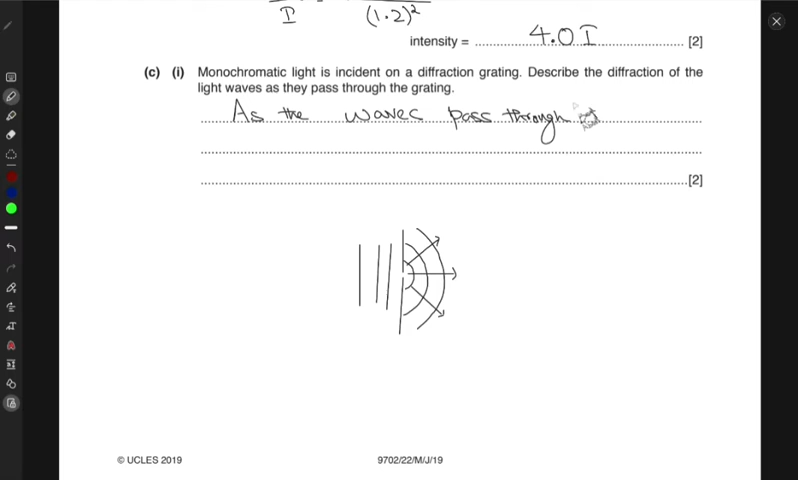 I (1.2)²
intensity = 4.0 I [2]
(c) (i) Monochromatic light is incident on a diffraction grating. Describe the diffraction of the
light waves as they pass through the grating.
As the waves pass through
[2]
© UCLES 2019 9702/22/M/J/19